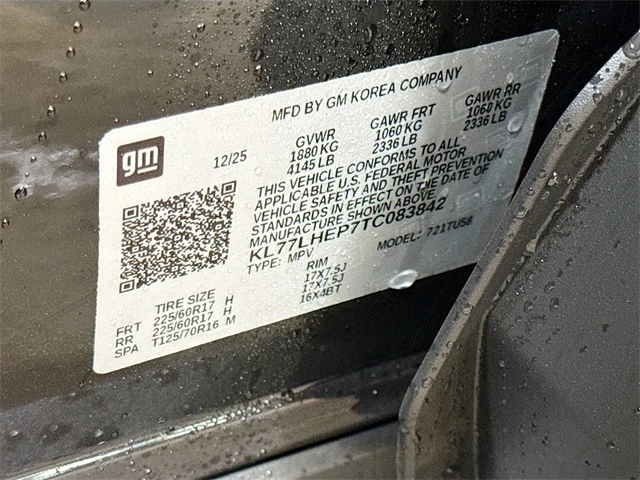 MFD BY GM KOREA COMPANY
gm
12/25
GVWR GAWR FRT GAWR RR
1880 KG 1060 KG 1060 KG
4145 LB 2336 LB 2336 LB
THIS VEHICLE CONFORMS TO ALL
APPLICABLE U.S. FEDERAL MOTOR
VEHICLE SAFETY AND THEFT PREVENTION
STANDARDS IN EFFECT ON THE DATE OF
MANUFACTURE SHOWN ABOVE
KL77LHEP7TC083842
TYPE: MPV MODEL: 721TU58
TIRE SIZE RIM
FRT 225/60R17 H 17X7.5J
RR 225/60R17 H 17X7.5J
SPA T125/70R16 M 16X4BT